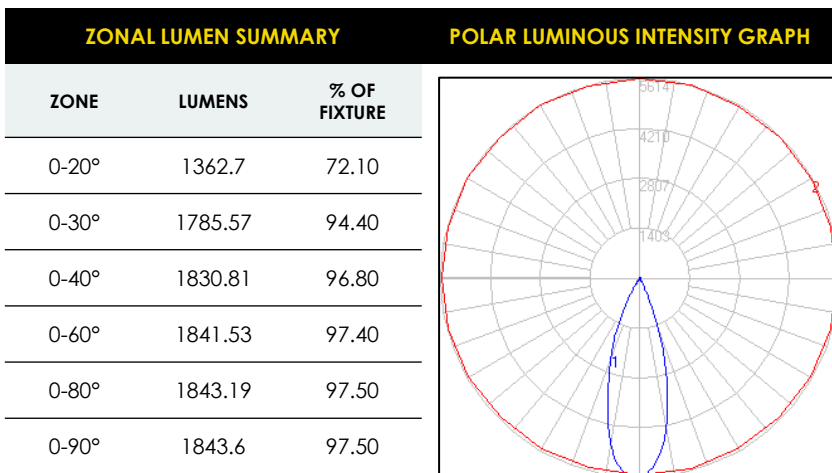 ZONAL LUMEN SUMMARY
POLAR LUMINOUS INTENSITY GRAPH
ZONE LUMENS % OF
FIXTURE
0-20° 1362.7 72.10
0-30° 1785.57 94.40
0-40° 1830.81 96.80
0-60° 1841.53 97.40
0-80° 1843.19 97.50
0-90° 1843.6 97.50
5614
4210
2807
1403
2
1